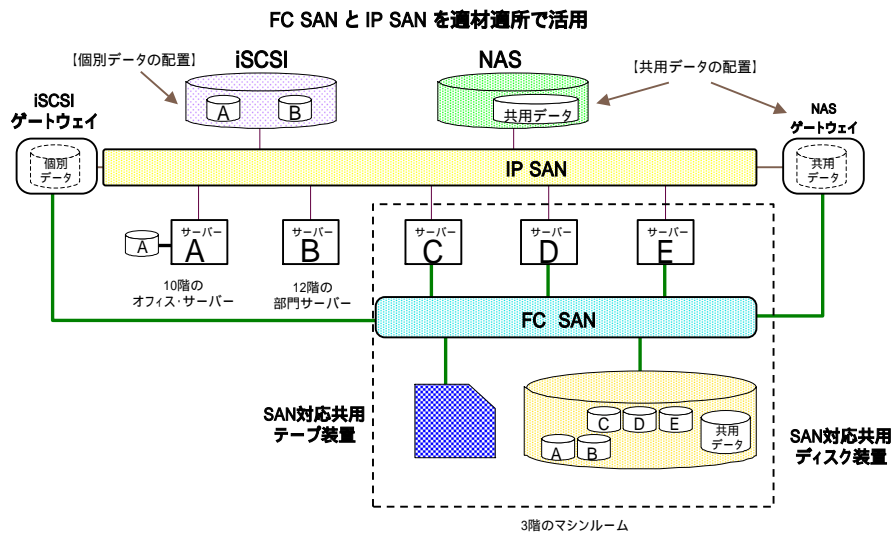 FC SAN と IP SAN を適材適所で活用
【個別データの配置】
iSCSI
NAS
【共用データの配置】
A
B
共用データ
iSCSI
ゲートウェイ
NAS
ゲートウェイ
個別
データ
IP SAN
共用
データ
サーバー
A
サーバー
B
サーバー
C
サーバー
D
サーバー
E
A
10階の
オフィス・サーバー
12階の
部門サーバー
FC SAN
SAN対応共用
テープ装置
C
D
E
A
B
共用
データ
SAN対応共用
ディスク装置
3階のマシンルーム